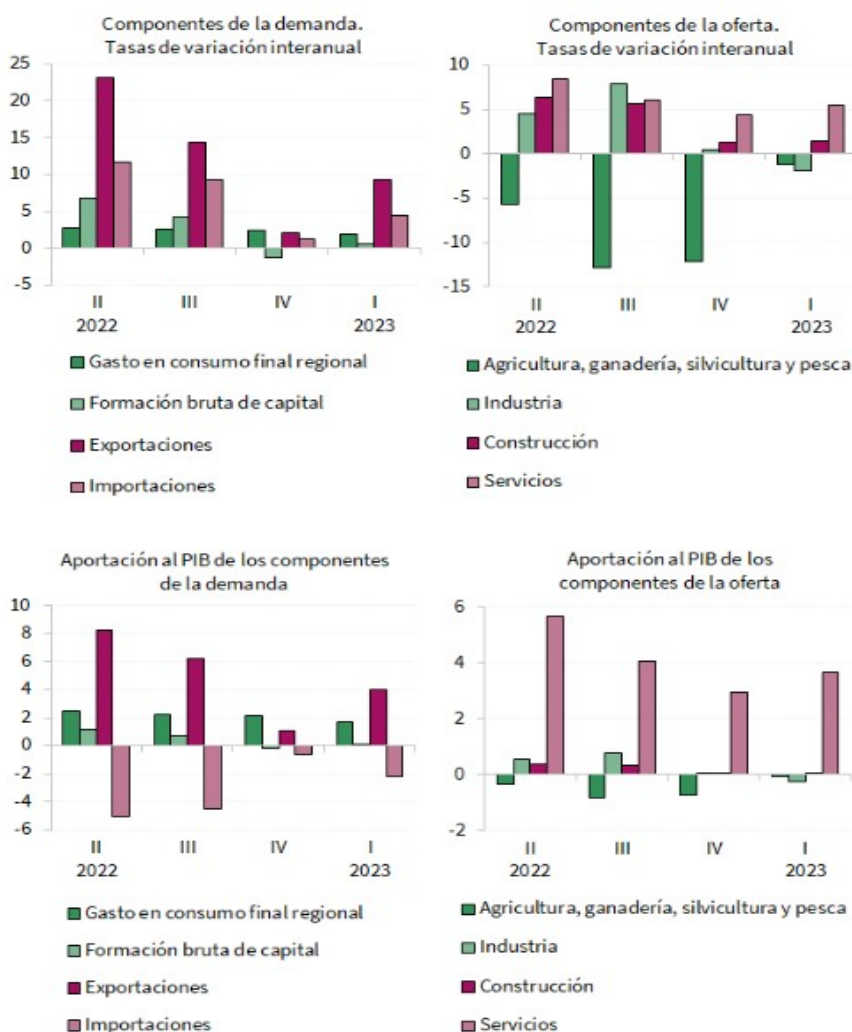 Componentes de la demanda.
Tasas de variación interanual
25
20
15
10
5
0
-5
II
III
IV
I
2022
2023
Gasto en consumo final regional
Formación bruta de capital
Exportaciones
Importaciones
Componentes de la oferta.
Tasas de variación interanual
10
5
0
-5
-10
-15
II
III
IV
I
2022
2023
Agricultura, ganadería, silvicultura y pesca
Industria
Construcción
Servicios
Aportación al PIB de los componentes
de la demanda
10
8
6
4
2
0
-2
-4
-6
II
III
IV
I
2022
2023
Gasto en consumo final regional
Formación bruta de capital
Exportaciones
Importaciones
Aportación al PIB de los
componentes de la oferta
6
4
2
0
-2
II
III
IV
I
2022
2023
Agricultura, ganadería, silvicultura y pesca
Industria
Construcción
Servicios